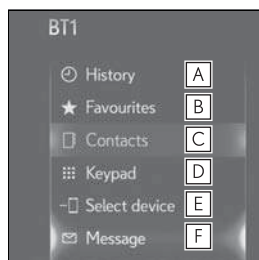 BT1
History A
Favourites B
Contacts C
Keypad D
Select device E
Message F